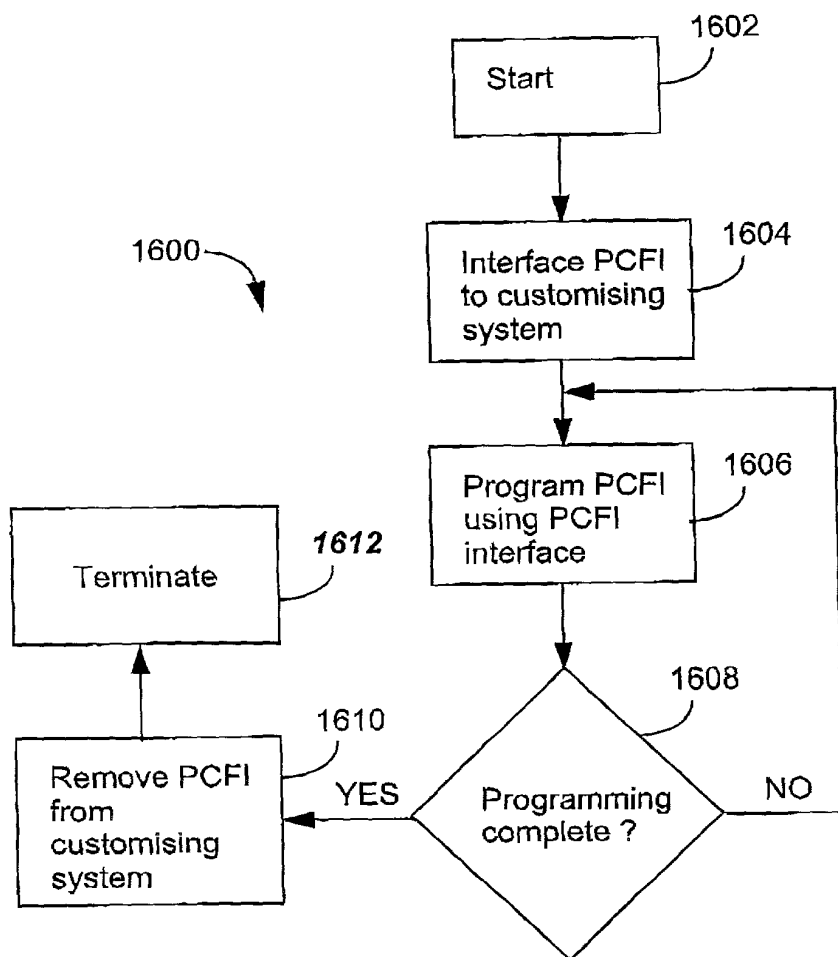 1602
Start
1600
1604
Interface PCFI
to customising
system
1606
Program PCFI
using PCFI
interface
1612
Terminate
1608
1610
Remove PCFI
from
customising
system
YES
Programming
complete ?
NO